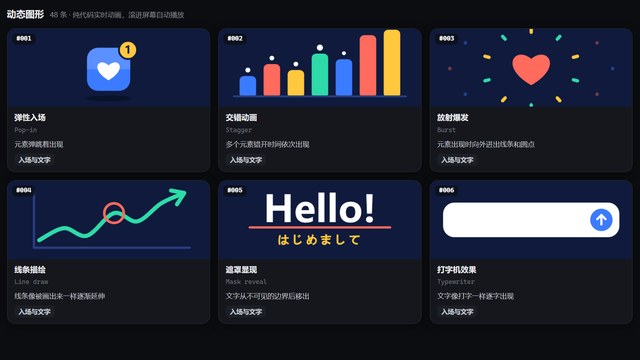 动态图形 48 条 · 纯代码实时动画，滚进屏幕自动播放
#001
1
弹性入场
Pop-in
元素弹跳着出现
入场与文字
#002
交错动画
Stagger
多个元素错开时间依次出现
入场与文字
#003
放射爆发
Burst
元素出现时向外迸出线条和圆点
入场与文字
#004
线条描绘
Line draw
线条像被画出来一样逐渐延伸
入场与文字
#005
Hello!
はじめまして
遮罩显现
Mask reveal
文字从不可见的边界后移出
入场与文字
#006
打字机效果
Typewriter
文字像打字一样逐字出现
入场与文字